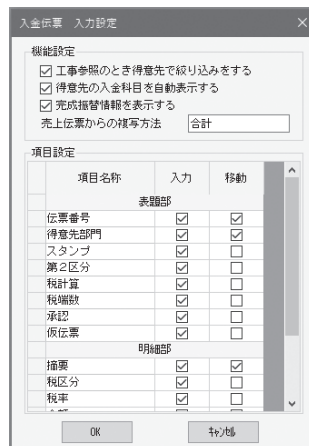 入金伝票　入力設定
機能設定
工事参照のとき得意先で絞り込みをする
得意先の入金科目を自動表示する
完成振替情報を表示する
売上伝票からの複写方法 合計
項目設定
項目名称 入力 移動
表題部
伝票番号
得意先部門
スタンプ
第2区分
税計算
税端数
承認
仮伝票
明細部
摘要
税区分
税率
OK キャンセル